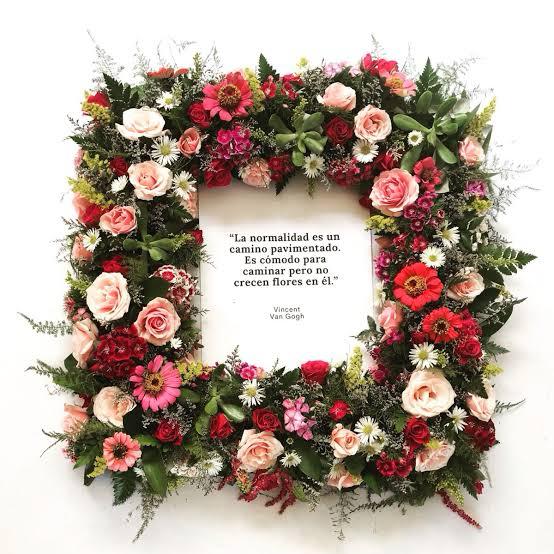 “La normalidad es un
camino pavimentado.
Es cómodo para
caminar pero no
crecen flores en él.”
Vincent
Van Gogh